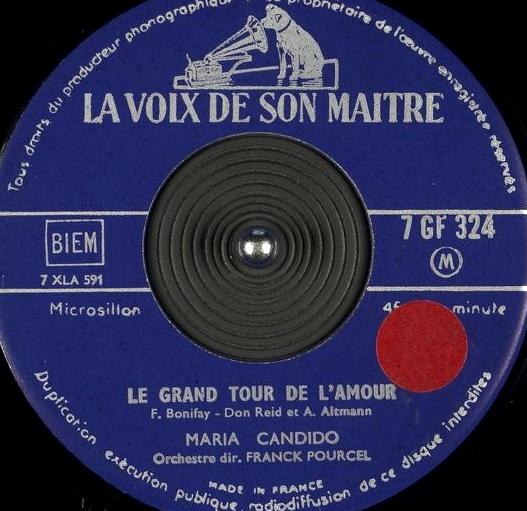 Tous droits du producteur phonographique propriétaire de l'œuvre enregistrée réservés
LA VOIX DE SON MAITRE
BIEM
7 XLA 591
7 GF 324
M
Microsillon
minute
LE GRAND TOUR DE L'AMOUR
F. Bonifay - Don Reid et A. Altmann
MARIA CANDIDO
Orchestre dir. FRANCK POURCEL
MADE IN FRANCE
Duplication exécution publique, radiodiffusion de ce disque interdites